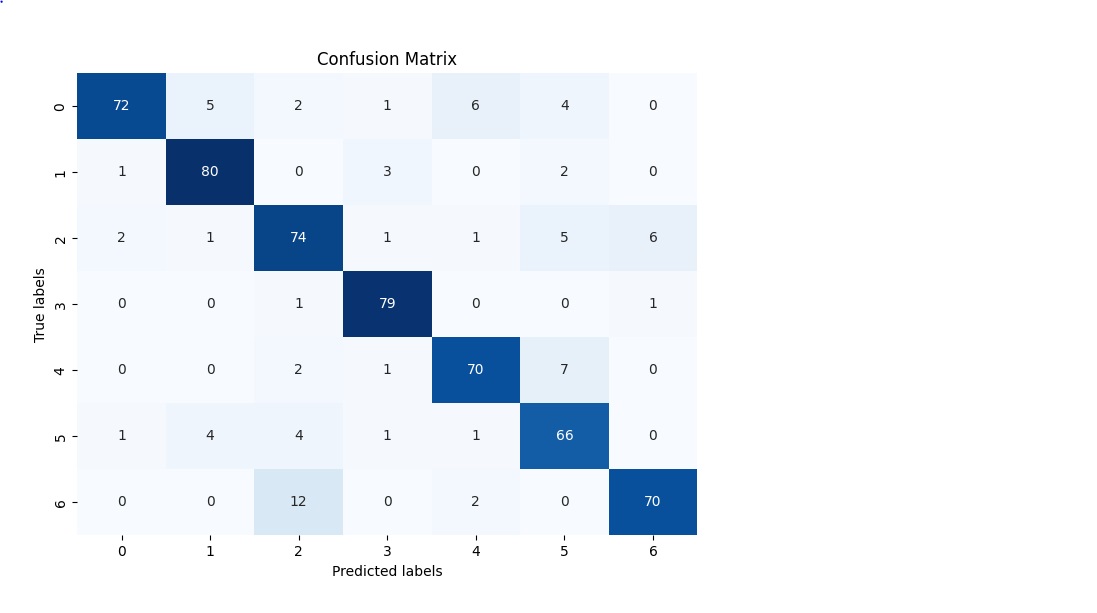 Confusion Matrix
0 72 5 2 1 6 4 0
1 1 80 0 3 0 2 0
2 2 1 74 1 1 5 6
3 0 0 1 79 0 0 1
4 0 0 2 1 70 7 0
5 1 4 4 1 1 66 0
6 0 0 12 0 2 0 70
True labels
0 1 2 3 4 5 6
Predicted labels